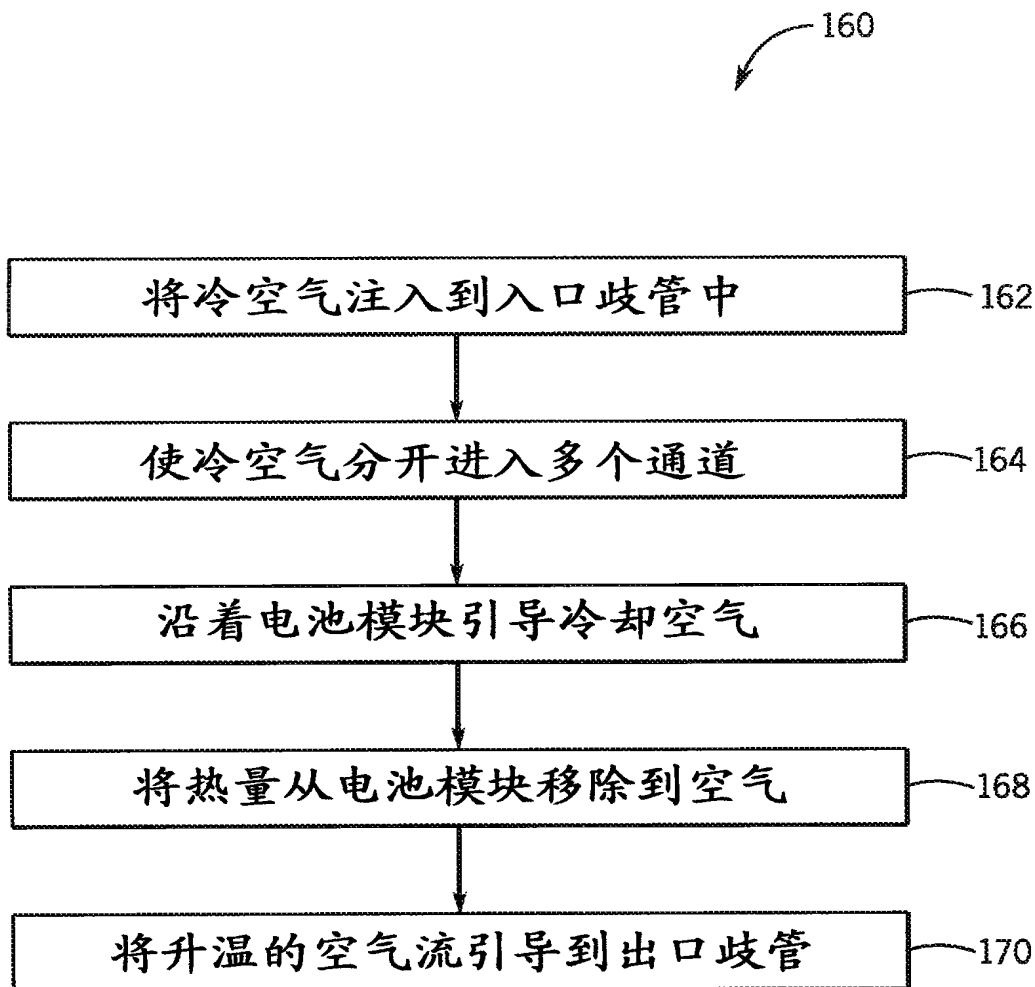 160
将冷空气注入到入口歧管中
162
使冷空气分开进入多个通道
164
沿着电池模块引导冷却空气
166
将热量从电池模块移除到空气
168
将升温的空气流引导到出口歧管
170